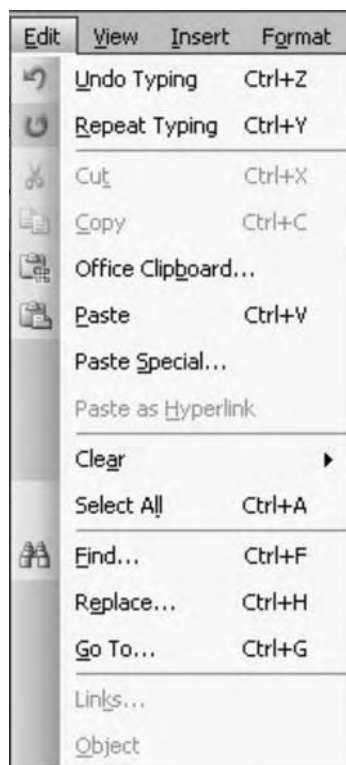 Edit View Insert Format
Undo Typing Ctrl+Z
Repeat Typing Ctrl+Y
Cut Ctrl+X
Copy Ctrl+C
Office Clipboard...
Paste Ctrl+V
Paste Special...
Paste as Hyperlink
Clear
Select All Ctrl+A
Find... Ctrl+F
Replace... Ctrl+H
Go To... Ctrl+G
Links...
Object